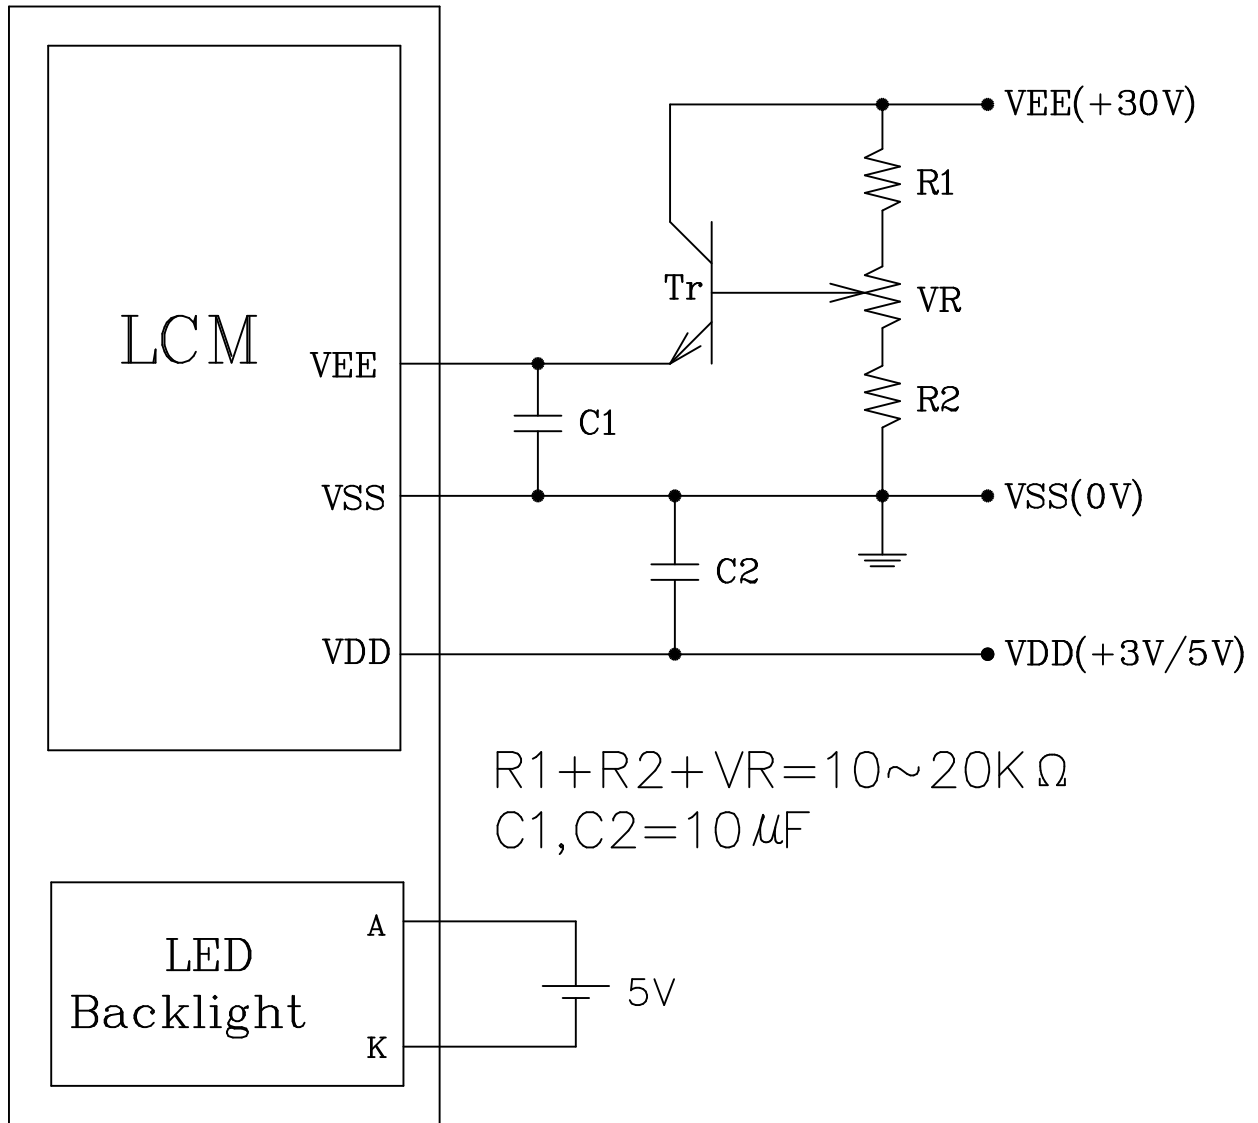 VEE(+30V)
R1
Tr
VR
LCM
VEE
R2
C1
VSS
VSS(0V)
C2
VDD
VDD(+3V/5V)
R1+R2+VR=10~20KΩ
C1,C2=10μF
A
LED
Backlight
5V
K